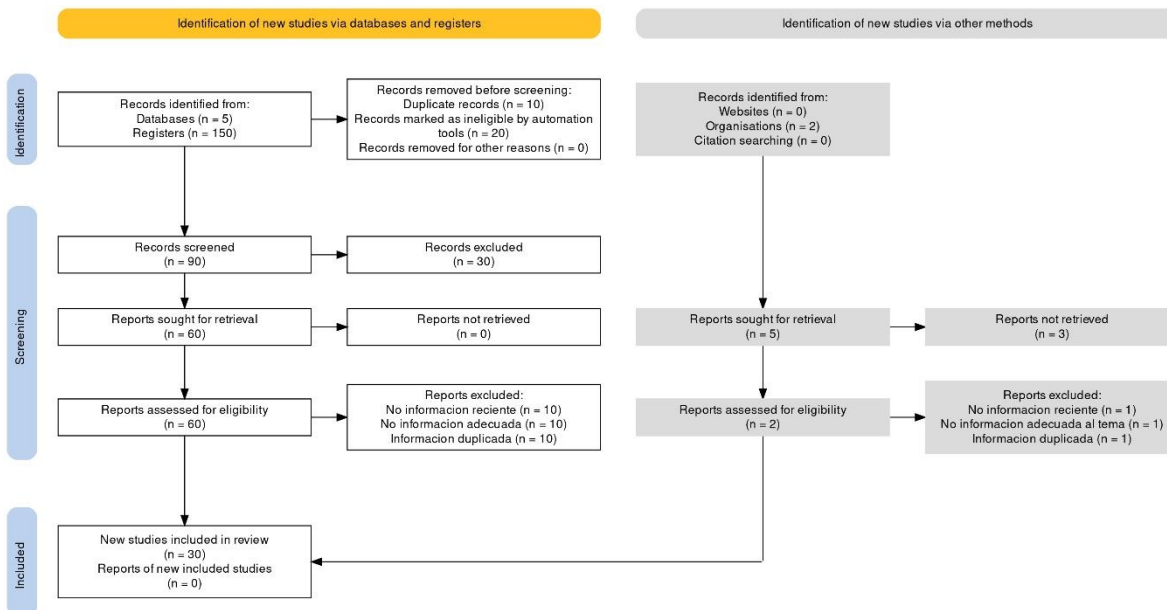 Identification of new studies via databases and registers
Identification of new studies via other methods
Identification
Records identified from:
Databases (n = 5)
Registers (n = 150)
Records removed before screening:
Duplicate records (n = 10)
Records marked as ineligible by automation
tools (n = 20)
Records removed for other reasons (n = 0)
Records identified from:
Websites (n = 0)
Organisations (n = 2)
Citation searching (n = 0)
Screening
Records screened
(n = 90)
Records excluded
(n = 30)
Reports sought for retrieval
(n = 60)
Reports not retrieved
(n = 0)
Reports sought for retrieval
(n = 5)
Reports not retrieved
(n = 3)
Reports assessed for eligibility
(n = 60)
Reports excluded:
No informacion reciente (n = 10)
No informacion adecuada (n = 10)
Informacion duplicada (n = 10)
Reports assessed for eligibility
(n = 2)
Reports excluded:
No informacion reciente (n = 1)
No informacion adecuada al tema (n = 1)
Informacion duplicada (n = 1)
Included
New studies included in review
(n = 30)
Reports of new included studies
(n = 0)